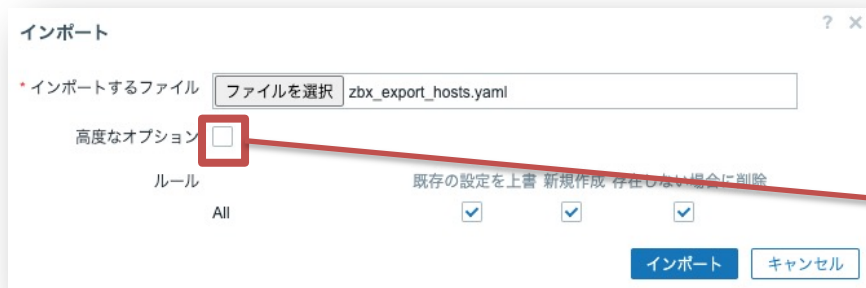 インポート ? ×
* インポートするファイル ファイルを選択 zbx_export_hosts.yaml
高度なオプション
ルール 既存の設定を上書 新規作成 存在しない場合に削除
All
インポート キャンセル